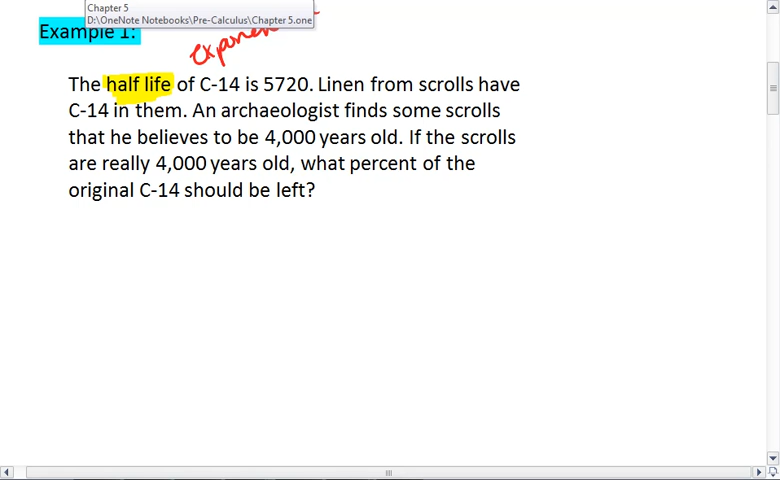 Chapter 5
D:\OneNote Notebooks\Pre-Calculus\Chapter 5.one
Example 1:
The half life of C-14 is 5720. Linen from scrolls have
C-14 in them. An archaeologist finds some scrolls
that he believes to be 4,000 years old. If the scrolls
are really 4,000 years old, what percent of the
original C-14 should be left?